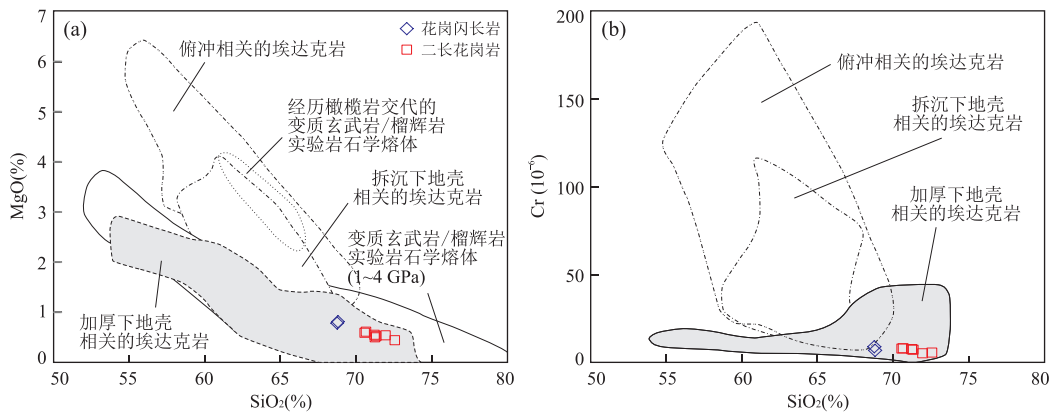 (a)
花岗闪长岩
二长花岗岩
俯冲相关的埃达克岩
经历橄榄岩交代的
变质玄武岩/榴辉岩
实验岩石学熔体
拆沉下地壳
相关的埃达克岩
变质玄武岩/榴辉岩
实验岩石学熔体
(1~4 GPa)
加厚下地壳
相关的埃达克岩
MgO(%)
7
6
5
4
3
2
1
0
50
55
60
65
70
75
80
SiO₂(%)
(b)
俯冲相关的埃达克岩
拆沉下地壳
相关的埃达克岩
加厚下地壳
相关的埃达克岩
Cr (10⁻⁶)
200
150
100
50
0
50
55
60
65
70
75
80
SiO₂(%)